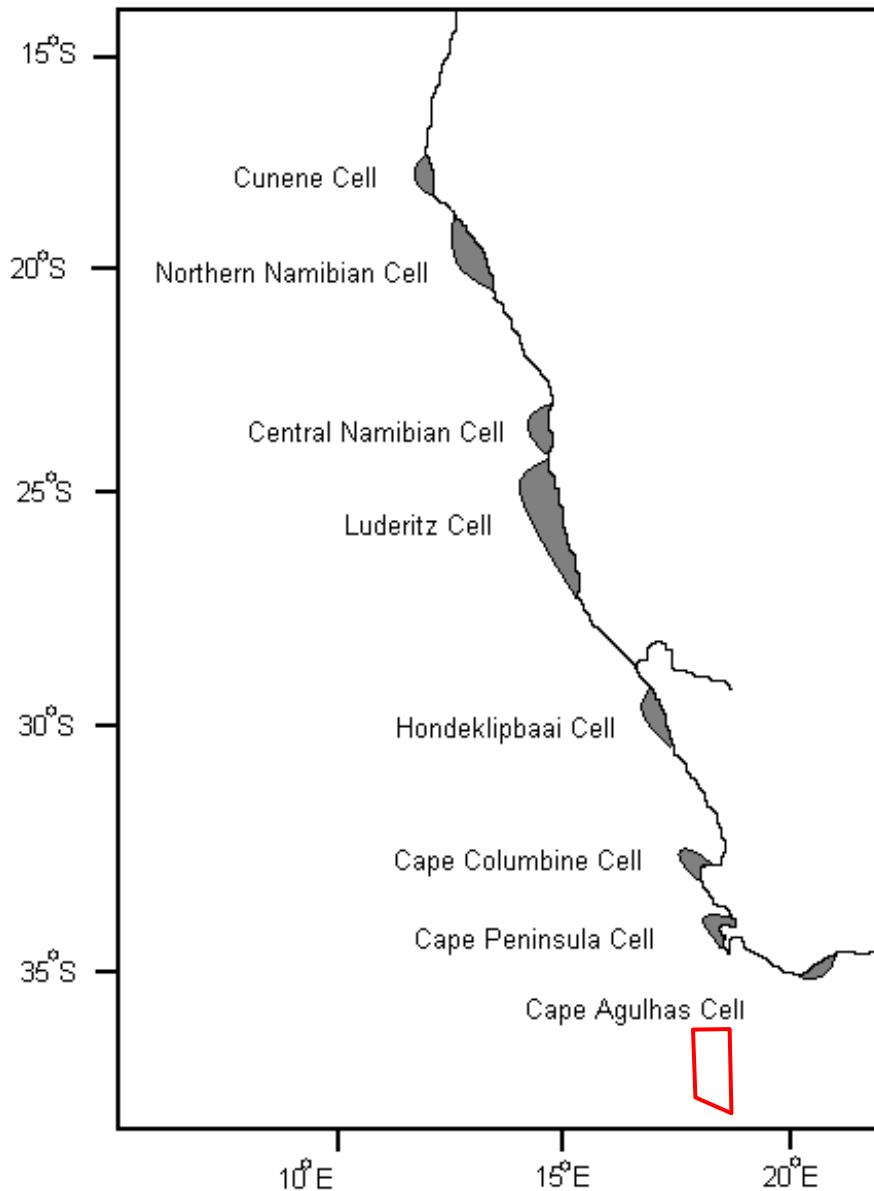 15°S
Cunene Cell
20°S
Northern Namibian Cell
Central Namibian Cell
25°S
Luderitz Cell
30°S
Hondeklipbaai Cell
Cape Columbine Cell
Cape Peninsula Cell
35°S
Cape Agulhas Cell
10°E
15°E
20°E